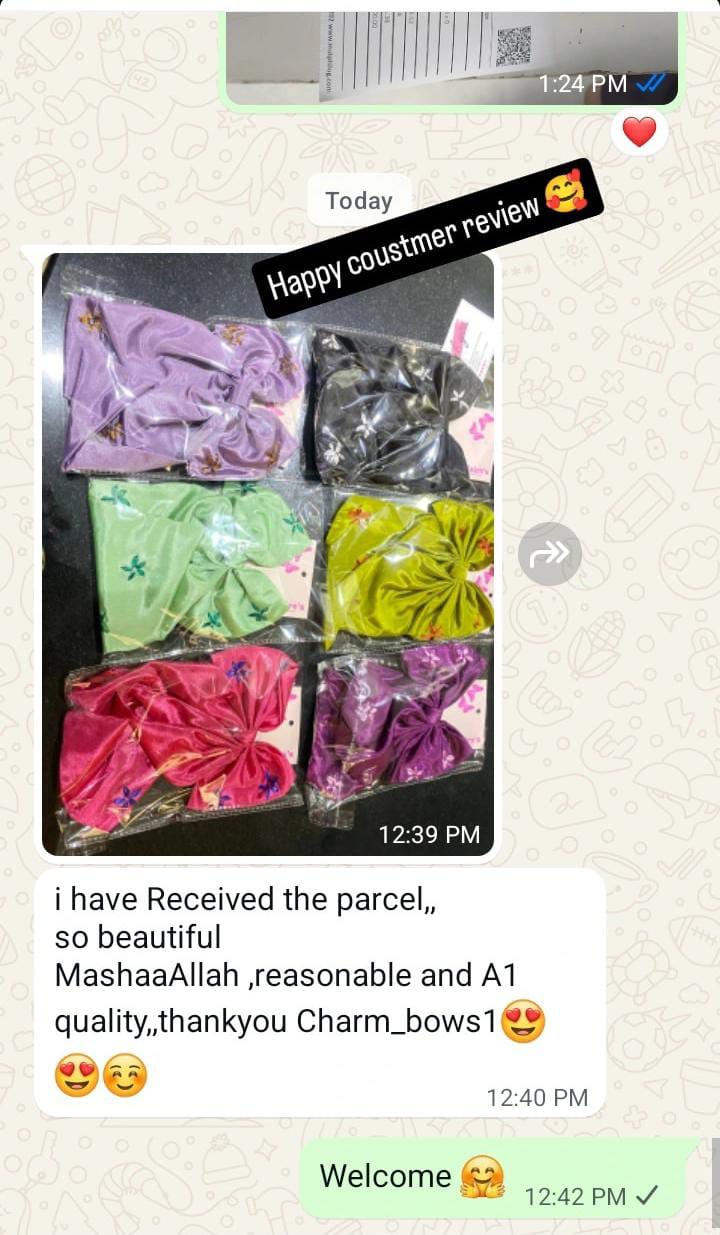 1:24 PM
Today
Happy coustmer review 🥰
12:39 PM
i have Received the parcel,,
so beautiful
MashaaAllah ,reasonable and A1
quality,,thankyou Charm_bows1😍
😍☺️
12:40 PM
Welcome 🤗
12:42 PM